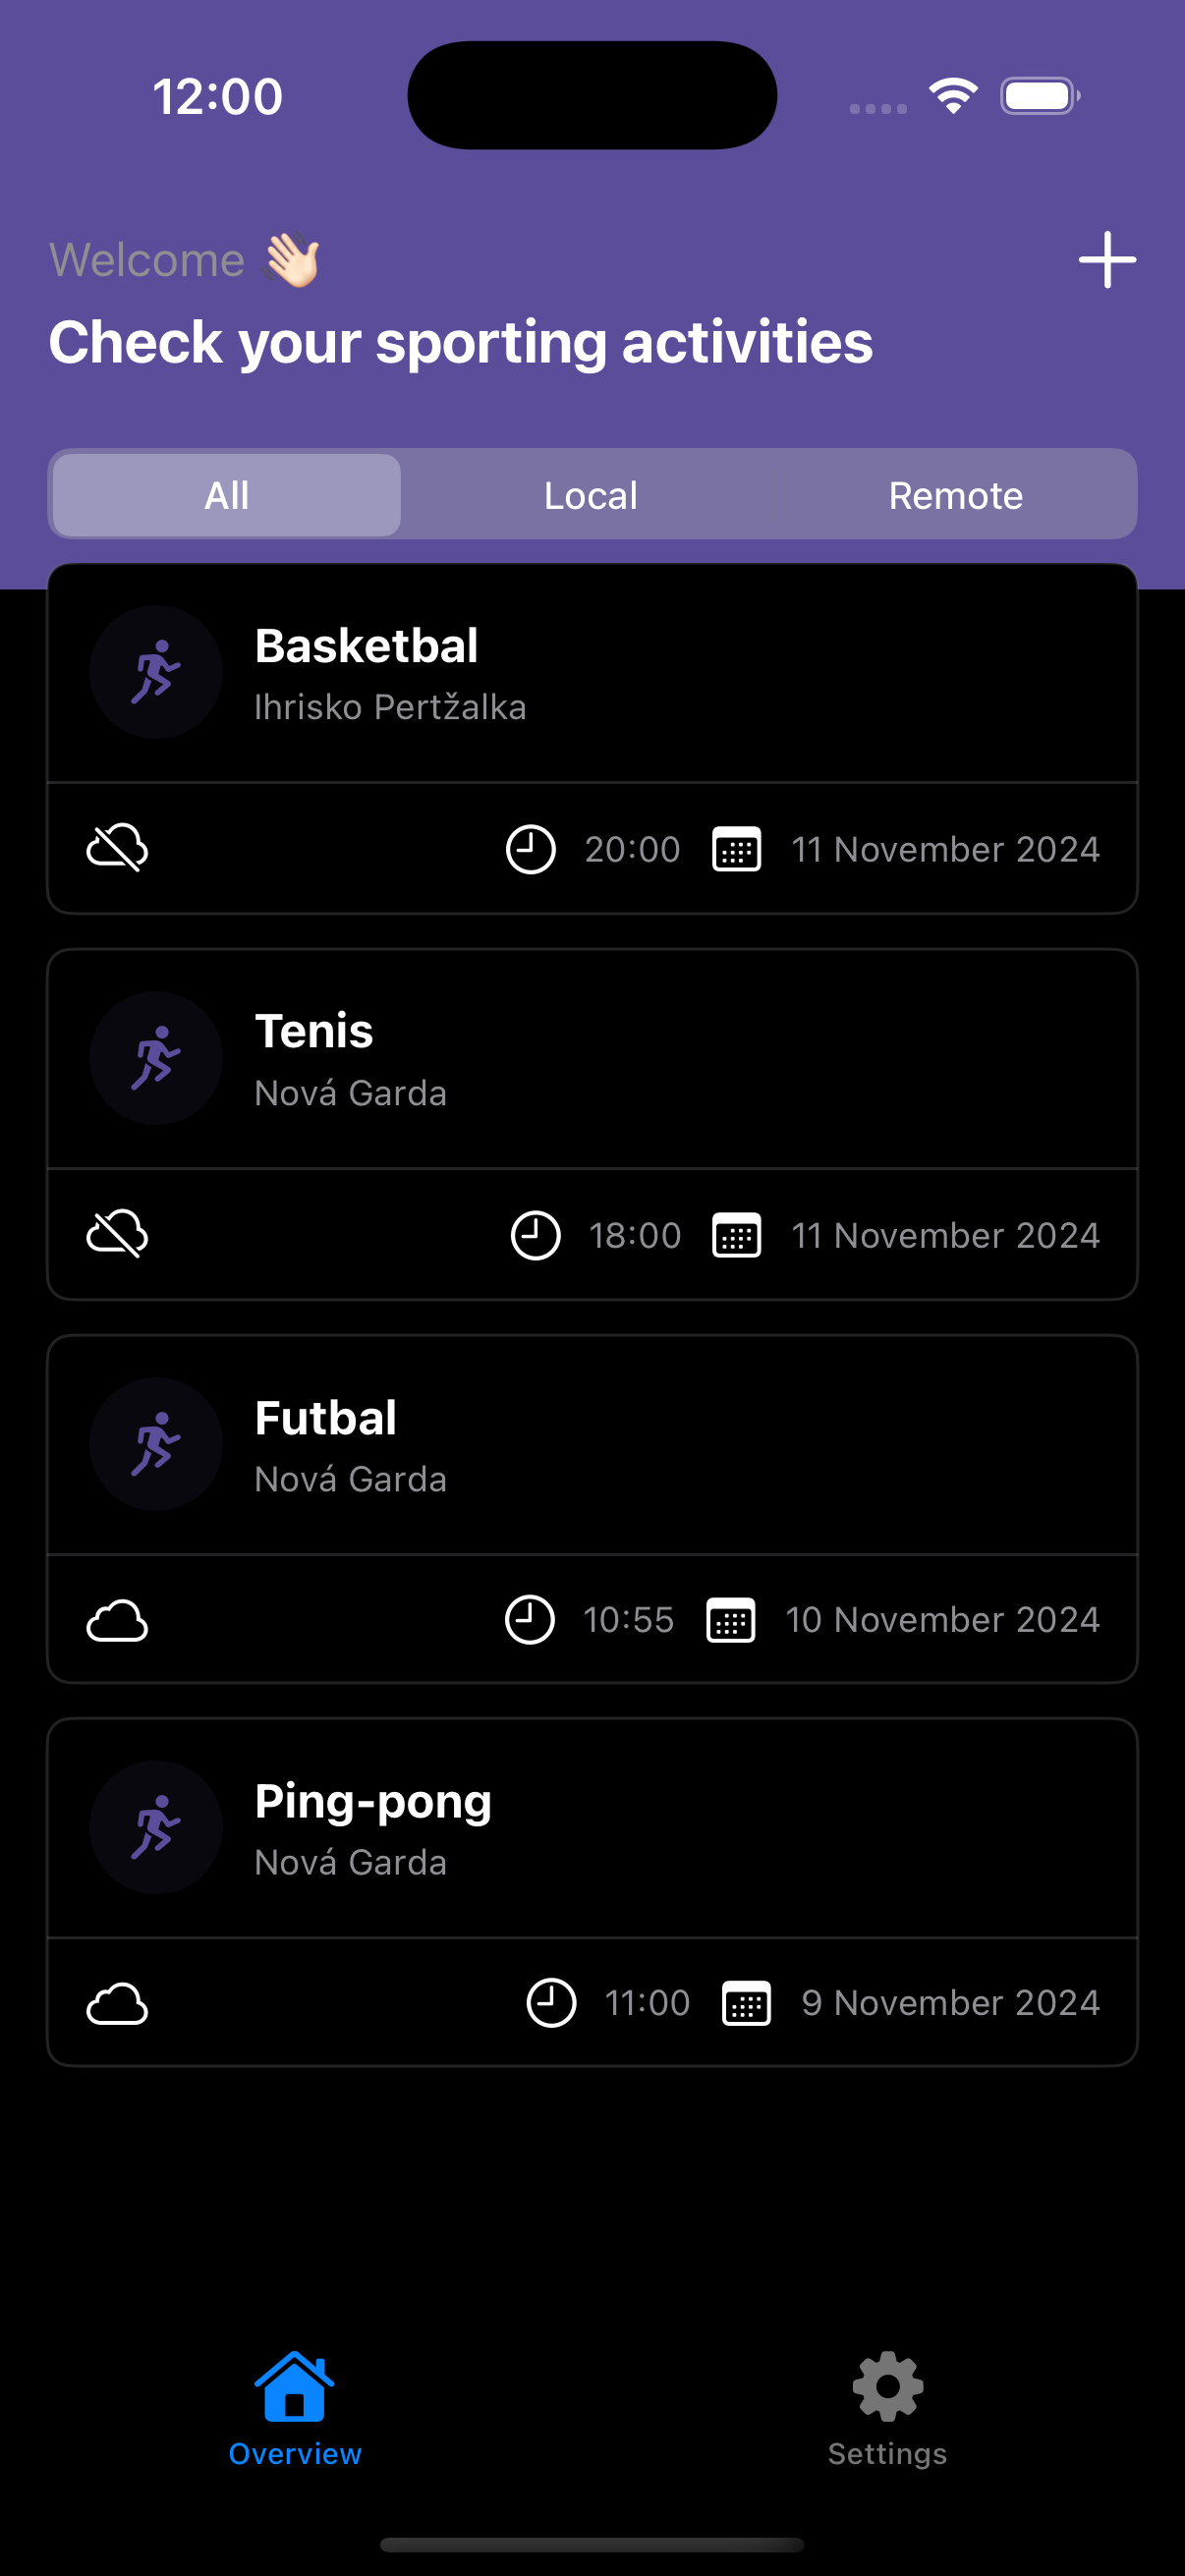 12:00
Welcome 👋🏻
Check your sporting activities
All Local Remote
Basketbal
Ihrisko Pertžalka
20:00 11 November 2024
Tenis
Nová Garda
18:00 11 November 2024
Futbal
Nová Garda
10:55 10 November 2024
Ping-pong
Nová Garda
11:00 9 November 2024
Overview Settings